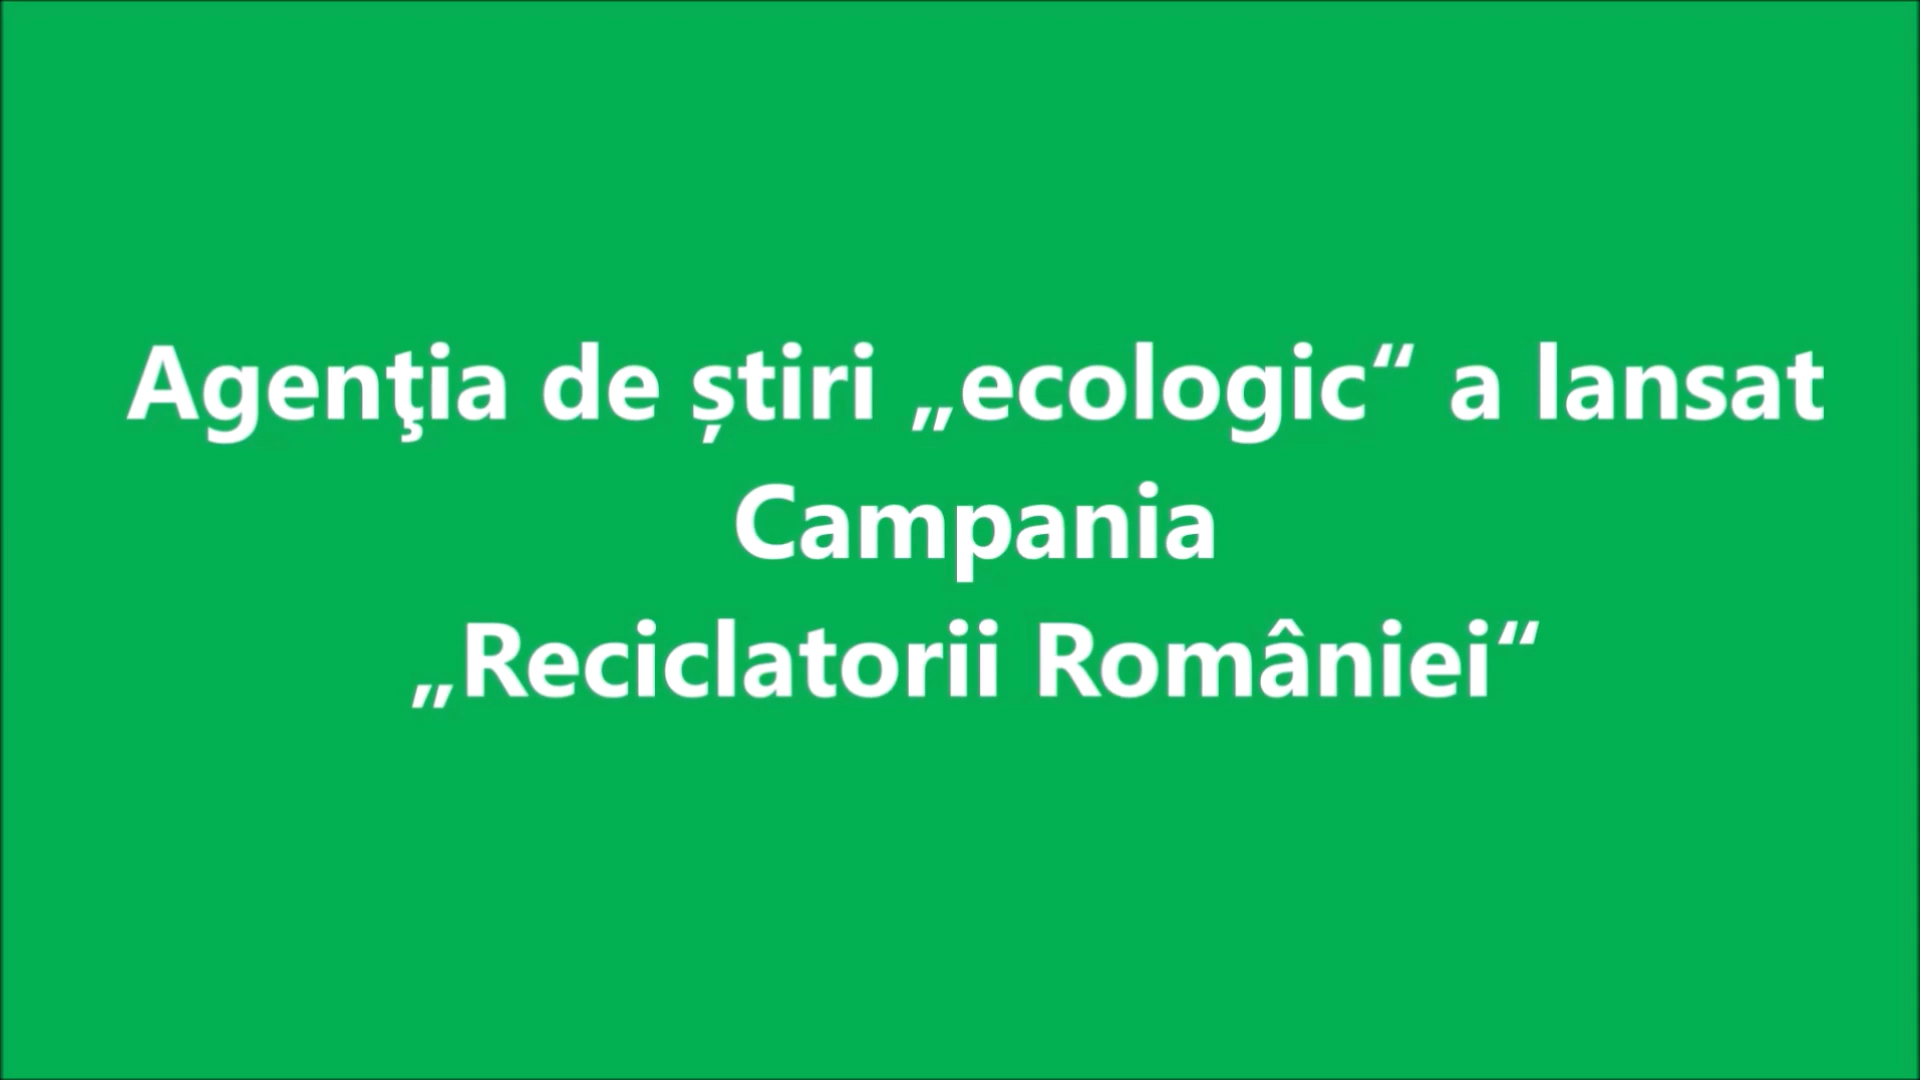 Agenţia de știri „ecologic“ a lansat
Campania
„Reciclatorii României“